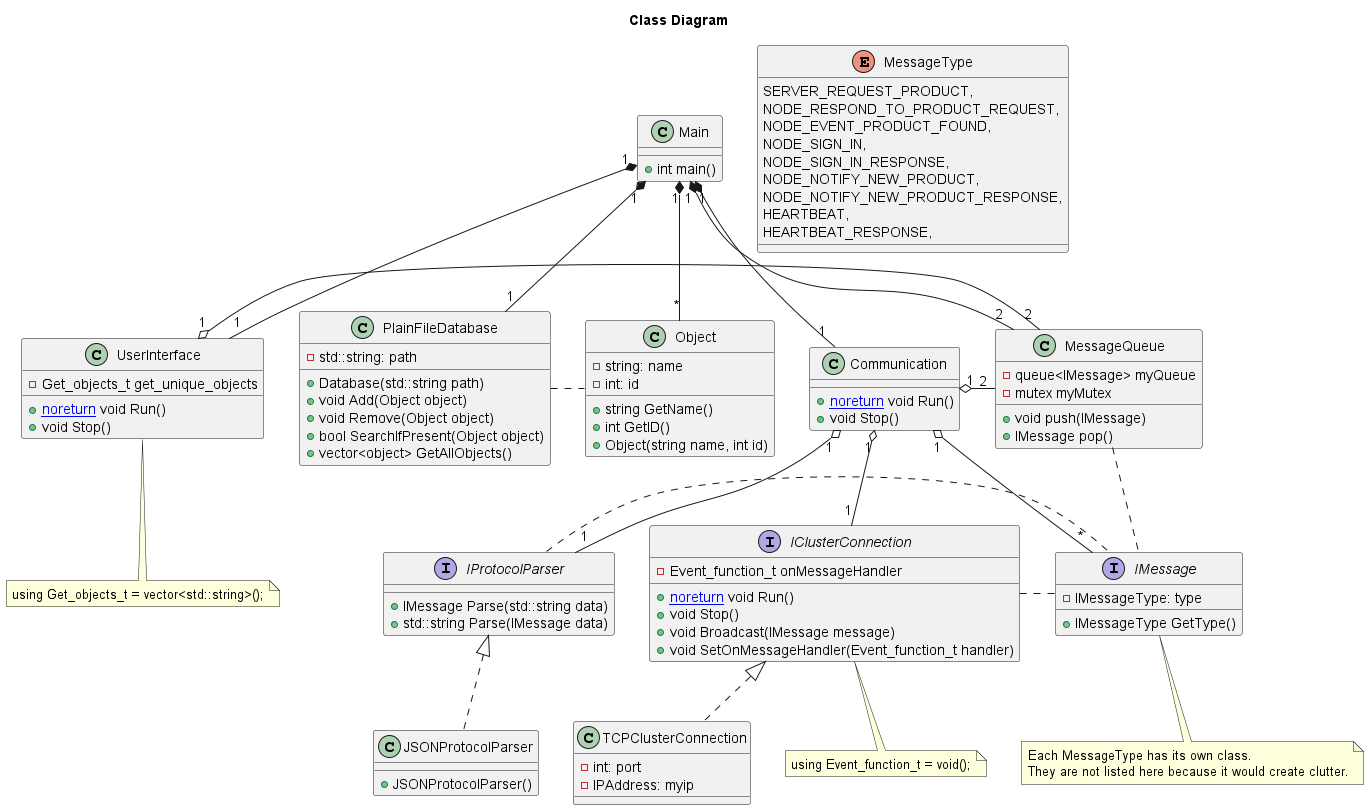 Class Diagram
E MessageType
SERVER_REQUEST_PRODUCT,
NODE_RESPOND_TO_PRODUCT_REQUEST,
NODE_EVENT_PRODUCT_FOUND,
NODE_SIGN_IN,
NODE_SIGN_IN_RESPONSE,
NODE_NOTIFY_NEW_PRODUCT,
NODE_NOTIFY_NEW_PRODUCT_RESPONSE,
HEARTBEAT,
HEARTBEAT_RESPONSE,
C Main
int main()
1
1
1
1
1
1
1
1
*
1
2
2
C UserInterface
Get_objects_t get_unique_objects
noreturn void Run()
void Stop()
C PlainFileDatabase
std::string: path
Database(std::string path)
void Add(Object object)
void Remove(Object object)
bool SearchIfPresent(Object object)
vector<object> GetAllObjects()
C Object
string: name
int: id
string GetName()
int GetID()
Object(string name, int id)
C Communication
noreturn void Run()
void Stop()
1 2
C MessageQueue
queue<IMessage> myQueue
mutex myMutex
void push(IMessage)
IMessage pop()
1
1
1
1
1
*
I IProtocolParser
IMessage Parse(std::string data)
std::string Parse(IMessage data)
I IClusterConnection
Event_function_t onMessageHandler
noreturn void Run()
void Stop()
void Broadcast(IMessage message)
void SetOnMessageHandler(Event_function_t handler)
I IMessage
IMessageType: type
IMessageType GetType()
using Get_objects_t = vector<std::string>();
C JSONProtocolParser
JSONProtocolParser()
C TCPClusterConnection
int: port
IPAddress: myip
using Event_function_t = void();
Each MessageType has its own class.
They are not listed here because it would create clutter.